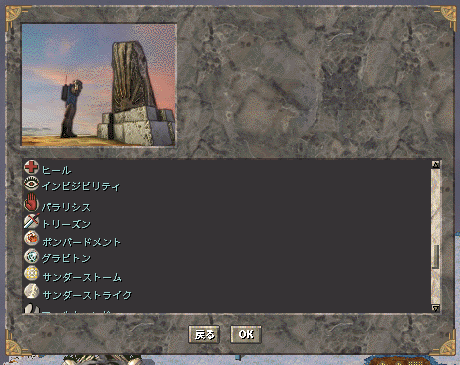 ヒール
インビジビリティ
パラリシス
トリーズン
ボンバードメント
グラビトン
サンダーストーム
サンダーストライク
戻る OK